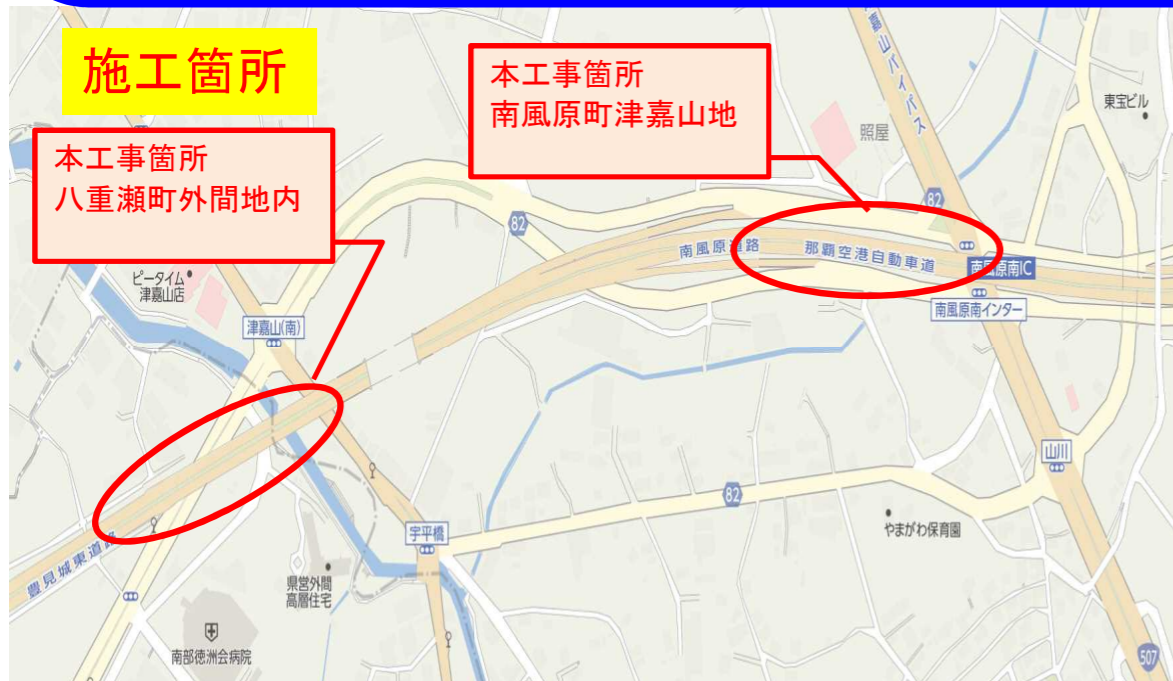 施工箇所
本工事箇所
南風原町津嘉山地
本工事箇所
八重瀬町外間地内
嘉山バイパス
東宝ビル
照屋
82
82
南風原道路
那覇空港自動車道
南風原南IC
南風原南インター
ピータイム
津嘉山店
津嘉山(南)
山川
82
やまがわ保育園
宇平橋
豊見城東道路
県営外間
高層住宅
南部徳洲会病院
507